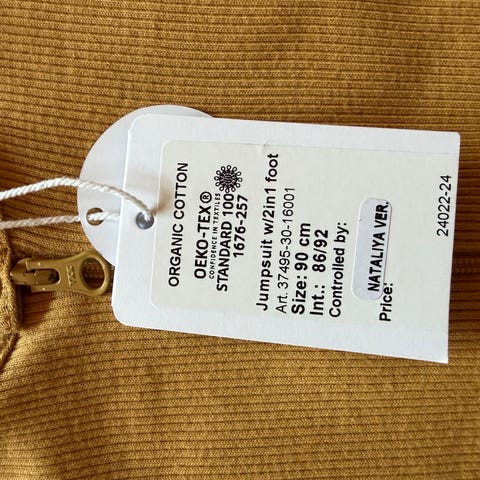 ORGANIC COTTON
OEKO-TEX®
CONFIDENCE IN TEXTILES
STANDARD 100
1676-257
Jumpsuit w/2in1 foot
Art. 37495-30-16001
Size: 90 cm
Int.: 86/92
Controlled by:
NATALIYA VER.
Price:
24022-24
YKK